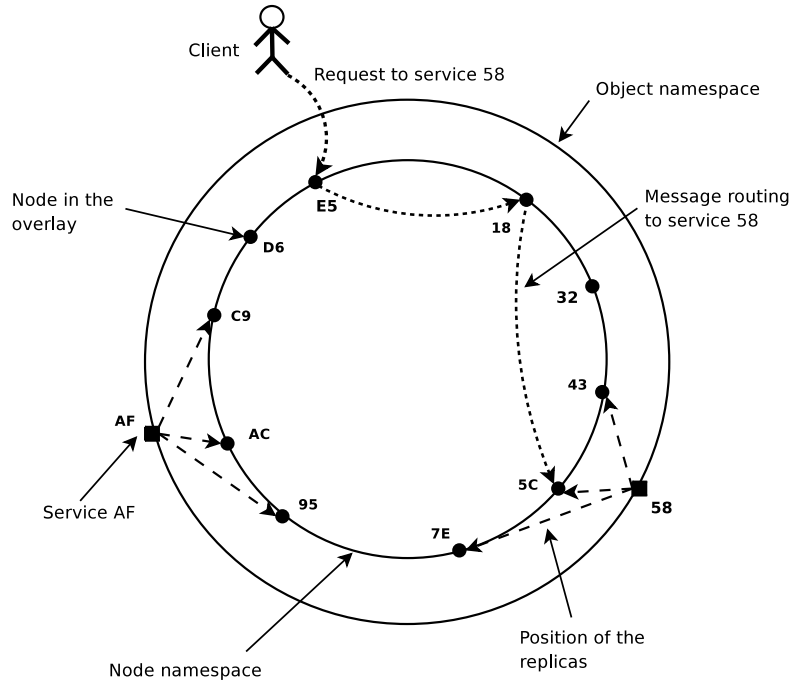 Client
Request to service 58
Object namespace
Node in the
overlay
E5
18
Message routing
to service 58
D6
32
C9
43
AF
AC
5C
95
58
Service AF
7E
Position of the
replicas
Node namespace